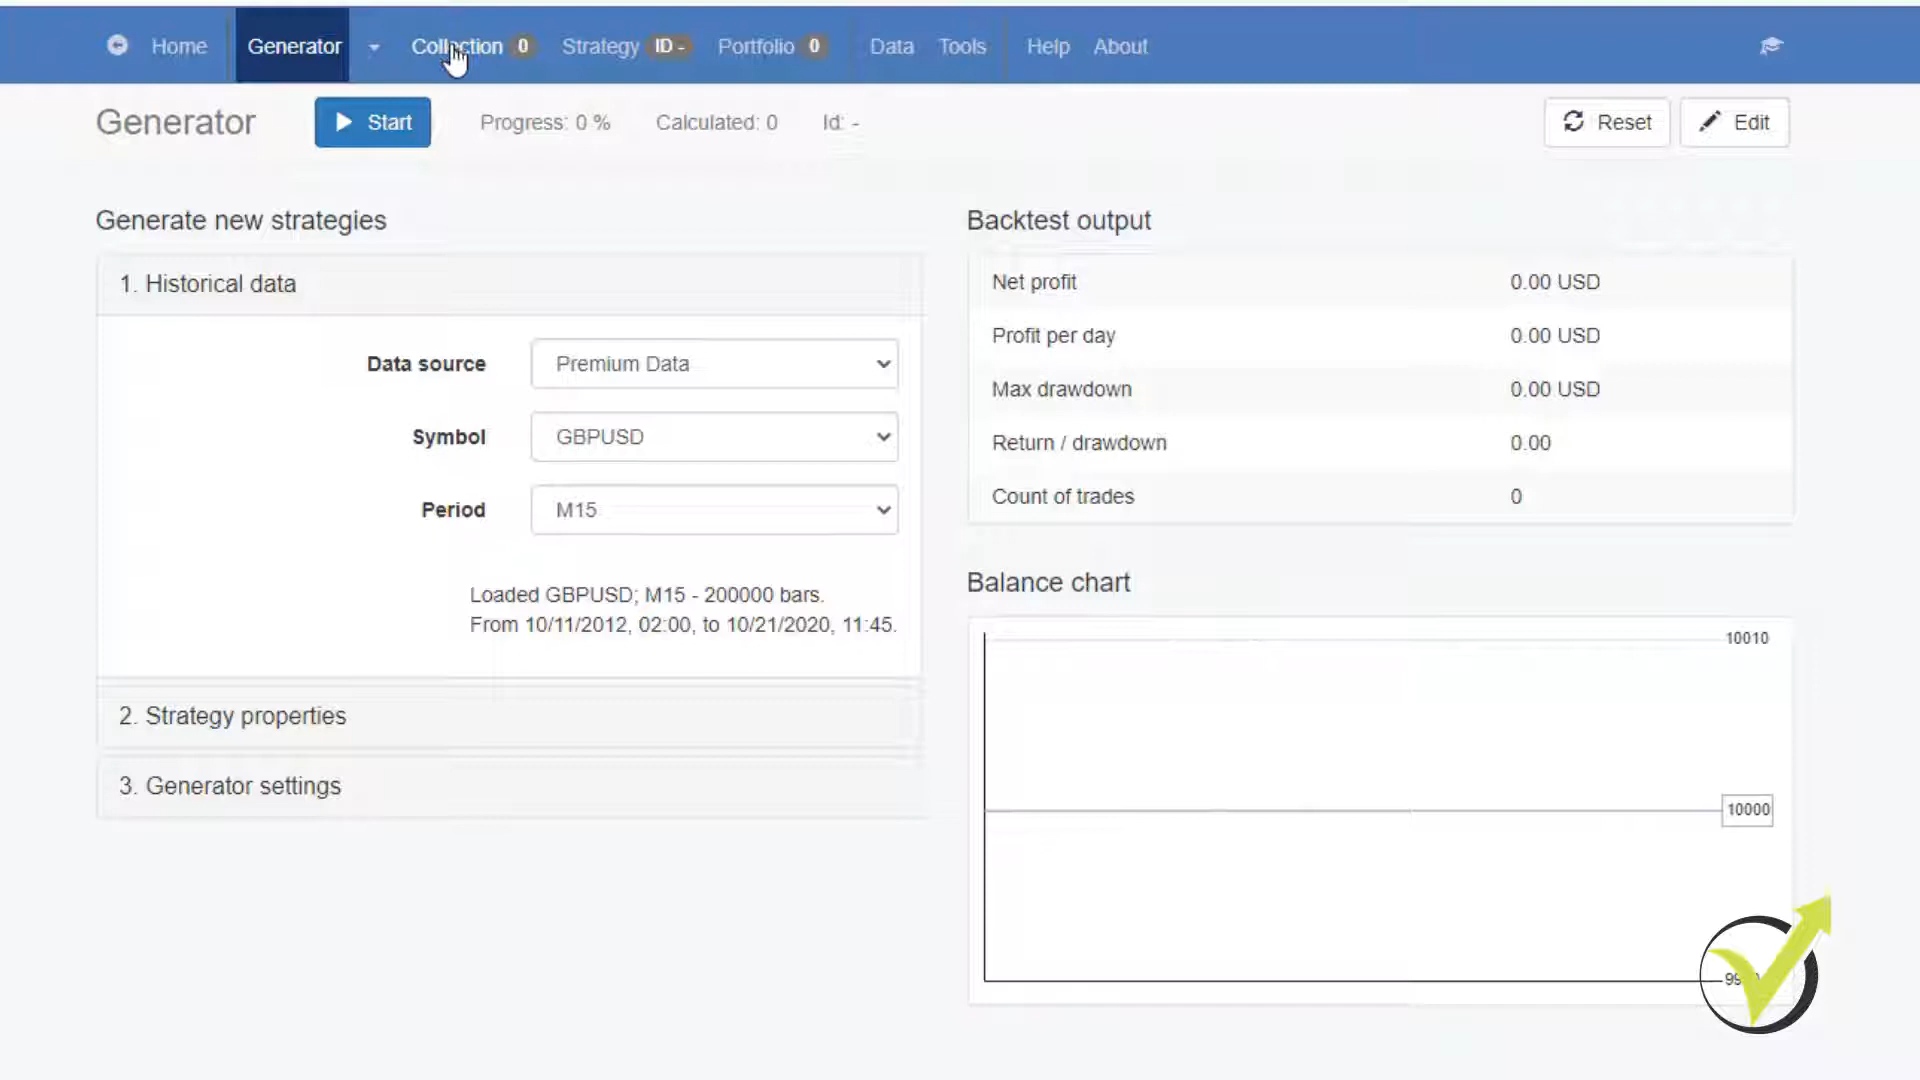 Home Generator Collection 0 Strategy ID - Portfolio 0 Data Tools Help About
Generator Start Progress: 0 % Calculated: 0 Id: - Reset Edit
Generate new strategies
1. Historical data
Data source Premium Data
Symbol GBPUSD
Period M15
Loaded GBPUSD; M15 - 200000 bars.
From 10/11/2012, 02:00, to 10/21/2020, 11:45.
2. Strategy properties
3. Generator settings
Backtest output
Net profit 0.00 USD
Profit per day 0.00 USD
Max drawdown 0.00 USD
Return / drawdown 0.00
Count of trades 0
Balance chart
10010
10000